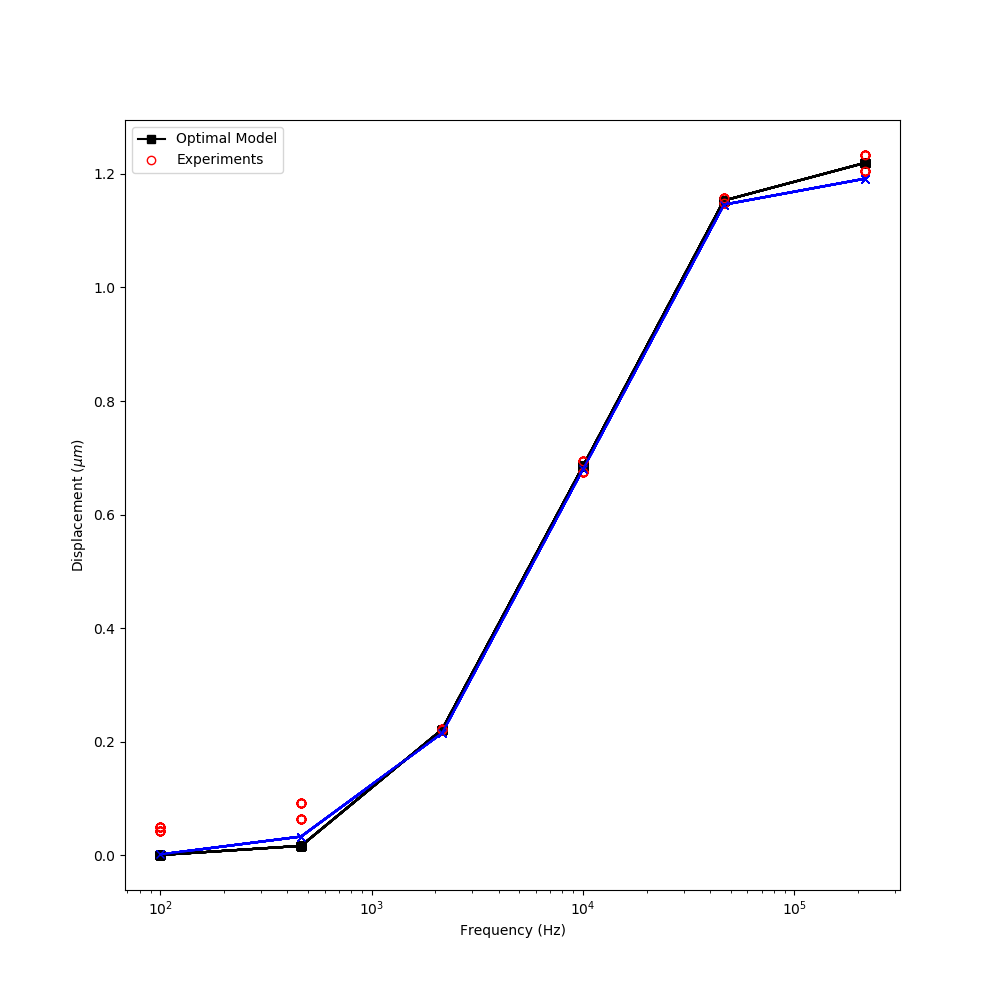 Optimal Model
Experiments
1.2
1.0
0.8
0.6
0.4
0.2
0.0
Displacement (μm)
10²
10³
10⁴
10⁵
Frequency (Hz)